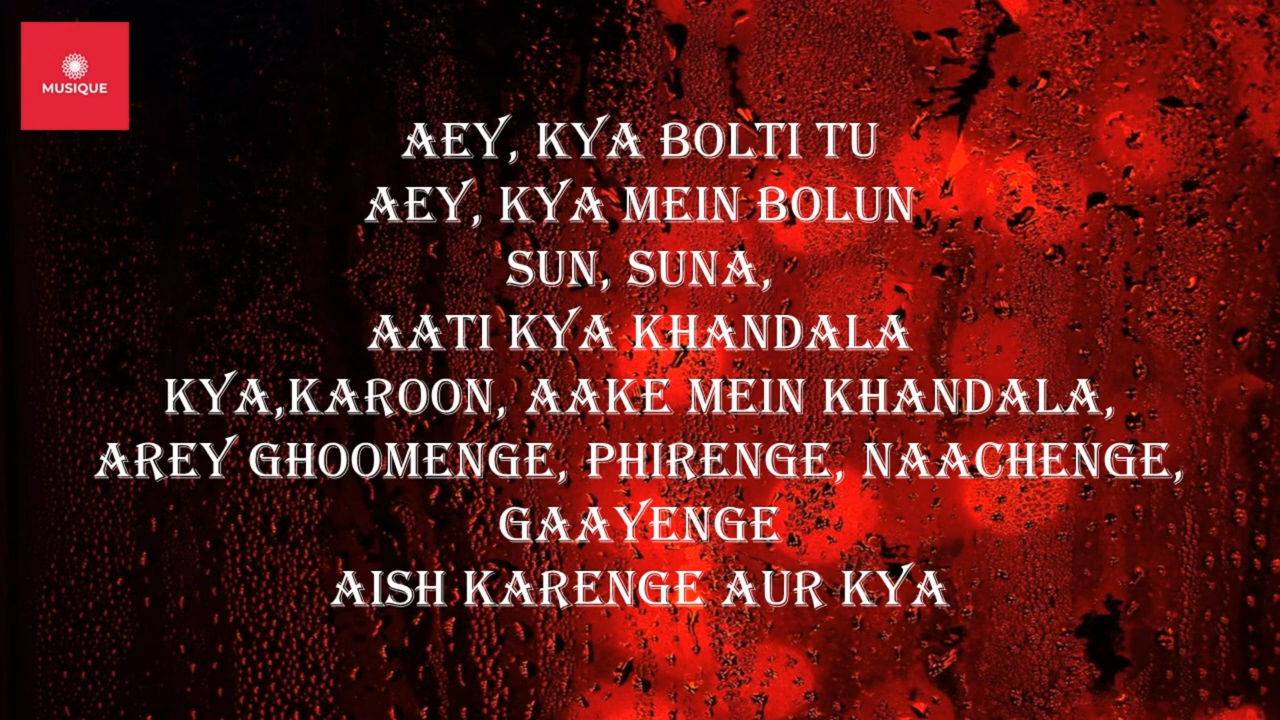 MUSIQUE
AEY, KYA BOLTI TU
AEY, KYA MEIN BOLUN
SUN, SUNA,
AATI KYA KHANDALA
KYA,KAROON, AAKE MEIN KHANDALA,
AREY GHOOMENGE, PHIRENGE, NAACHENGE,
GAAYENGE
AISH KARENGE AUR KYA